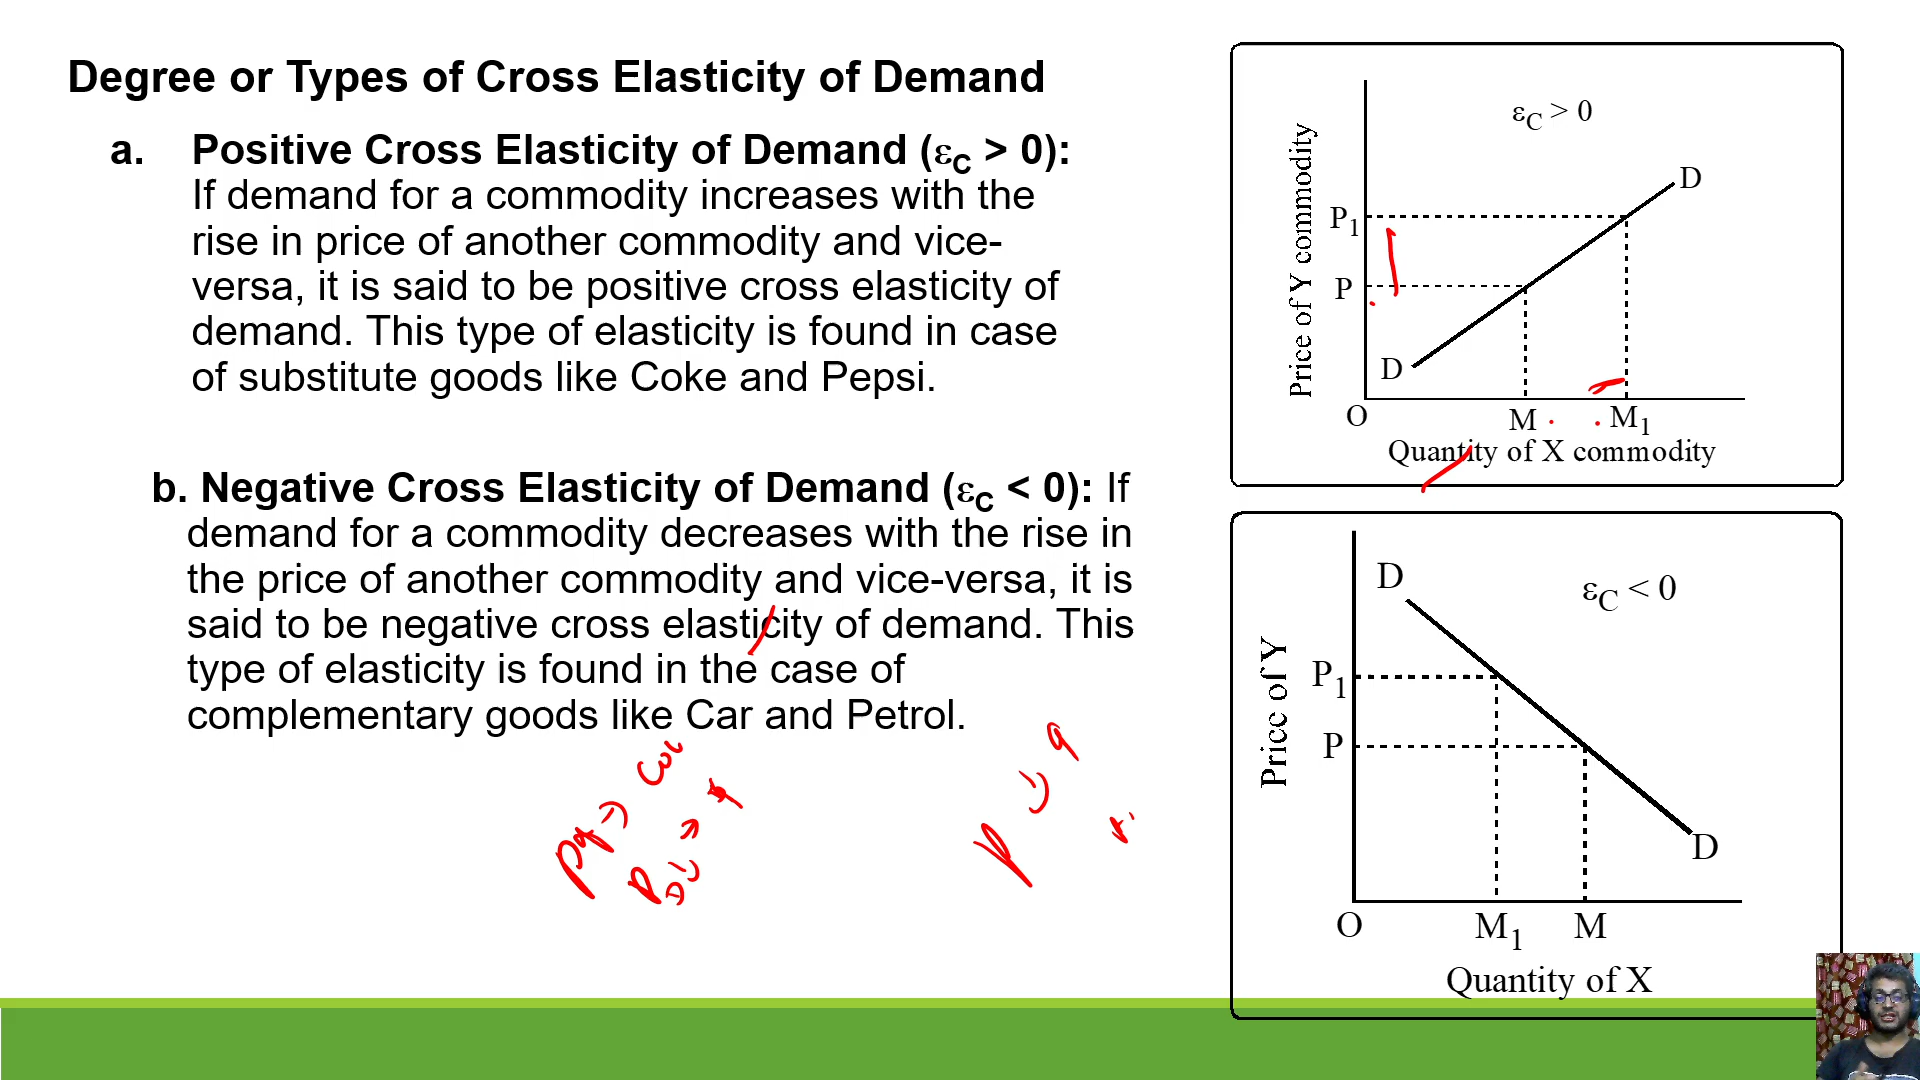 Degree or Types of Cross Elasticity of Demand
a. Positive Cross Elasticity of Demand (εC > 0):
If demand for a commodity increases with the
rise in price of another commodity and vice-
versa, it is said to be positive cross elasticity of
demand. This type of elasticity is found in case
of substitute goods like Coke and Pepsi.
b. Negative Cross Elasticity of Demand (εC < 0): If
demand for a commodity decreases with the rise in
the price of another commodity and vice-versa, it is
said to be negative cross elasticity of demand. This
type of elasticity is found in the case of
complementary goods like Car and Petrol.
εC > 0
Price of Y commodity
D
P1
P
D
O
M
M1
Quantity of X commodity
D
εC < 0
Price of Y
P1
P
D
O
M1
M
Quantity of X